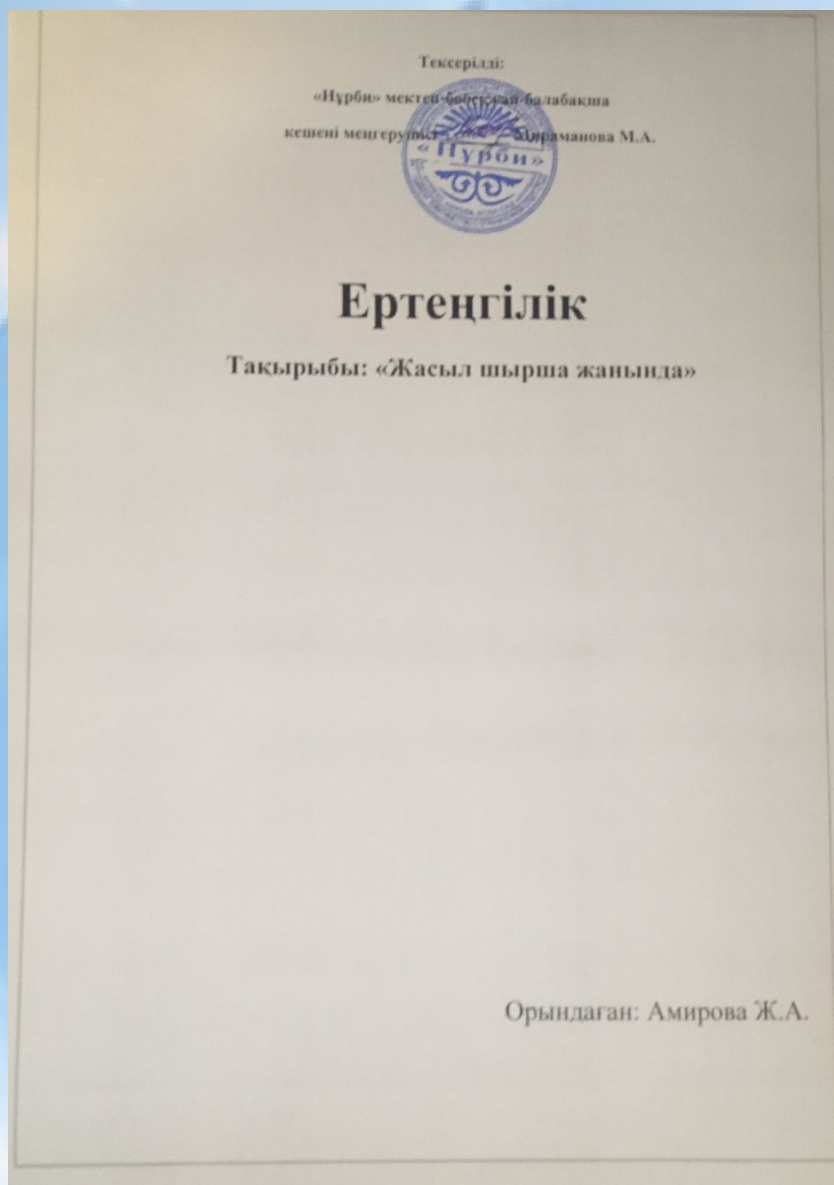 Тексерілді:
«Нұрби» мектеп-бөбекжай-балабақша
кешені меңгерушісі М.А.
«Нұрби»
Ертеңгілік
Тақырыбы: «Жасыл шырша жанында»
Орындаған: Амирова Ж.А.